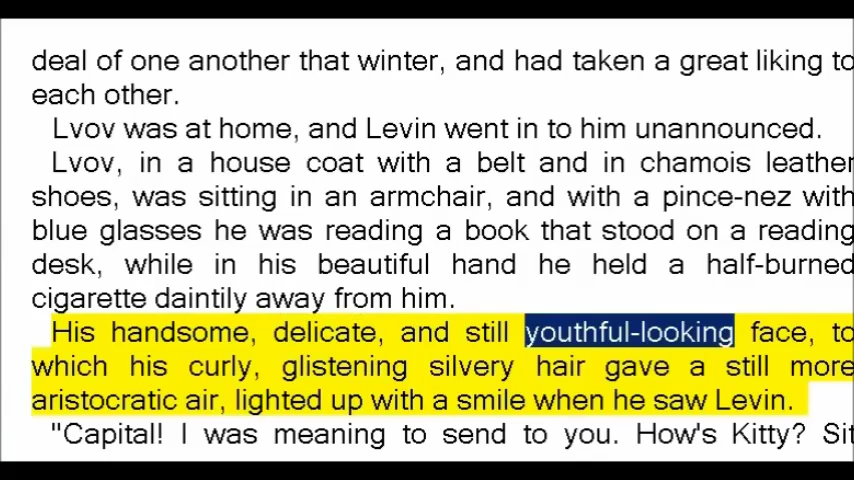 deal of one another that winter, and had taken a great liking to
each other.
Lvov was at home, and Levin went in to him unannounced.
Lvov, in a house coat with a belt and in chamois leather
shoes, was sitting in an armchair, and with a pince-nez with
blue glasses he was reading a book that stood on a reading
desk, while in his beautiful hand he held a half-burned
cigarette daintily away from him.
His handsome, delicate, and still youthful-looking face, to
which his curly, glistening silvery hair gave a still more
aristocratic air, lighted up with a smile when he saw Levin.
"Capital! I was meaning to send to you. How's Kitty? Sit